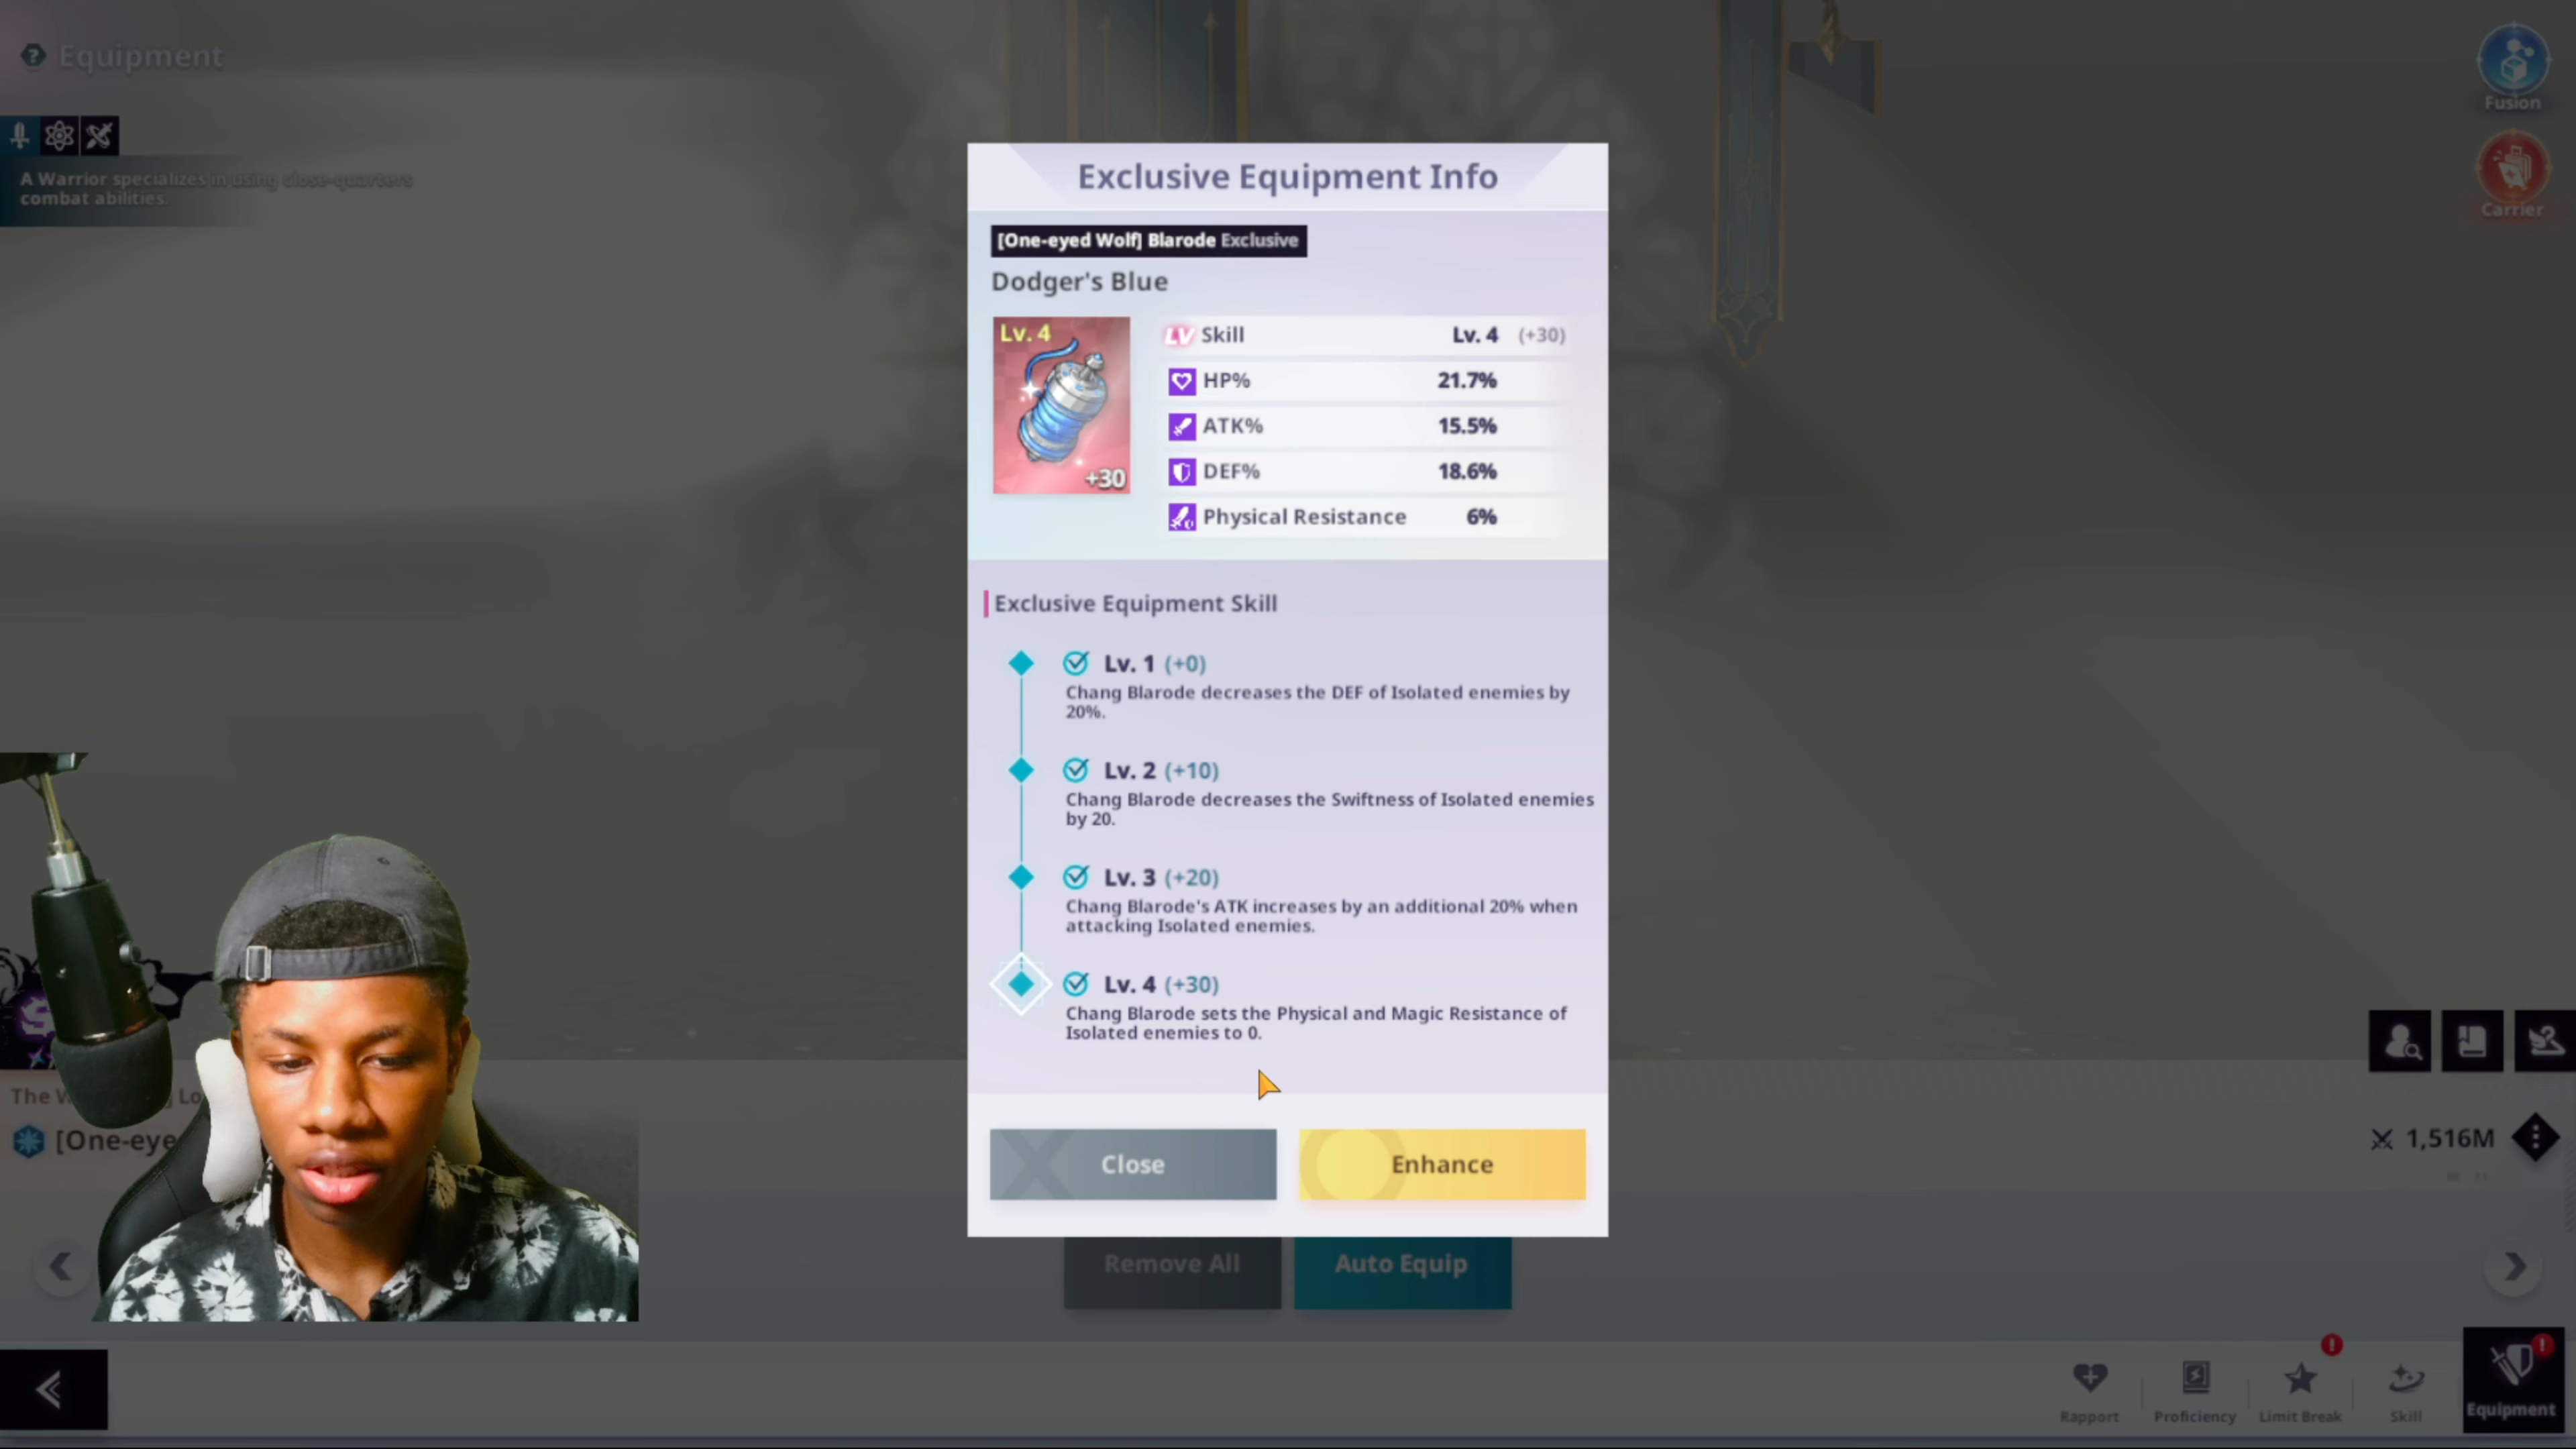 Equipment
A Warrior specializes in using close-quarters
combat abilities.
Fusion
Carrier
Exclusive Equipment Info
[One-eyed Wolf] Blarode Exclusive
Dodger's Blue
Lv. 4
+30
LV Skill Lv. 4 (+30)
HP% 21.7%
ATK% 15.5%
DEF% 18.6%
Physical Resistance 6%
Exclusive Equipment Skill
Lv. 1 (+0)
Chang Blarode decreases the DEF of Isolated enemies by
20%.
Lv. 2 (+10)
Chang Blarode decreases the Swiftness of Isolated enemies
by 20.
Lv. 3 (+20)
Chang Blarode's ATK increases by an additional 20% when
attacking Isolated enemies.
Lv. 4 (+30)
Chang Blarode sets the Physical and Magic Resistance of
Isolated enemies to 0.
Close
Enhance
The
[One-eye
1,516M
Remove All
Auto Equip
Rapport
Proficiency
Limit Break
Skill
Equipment